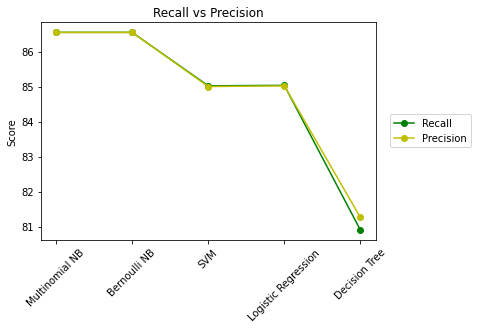 Recall vs Precision
Score
86
85
84
83
82
81
Multinomial NB
Bernoulli NB
SVM
Logistic Regression
Decision Tree
Recall
Precision